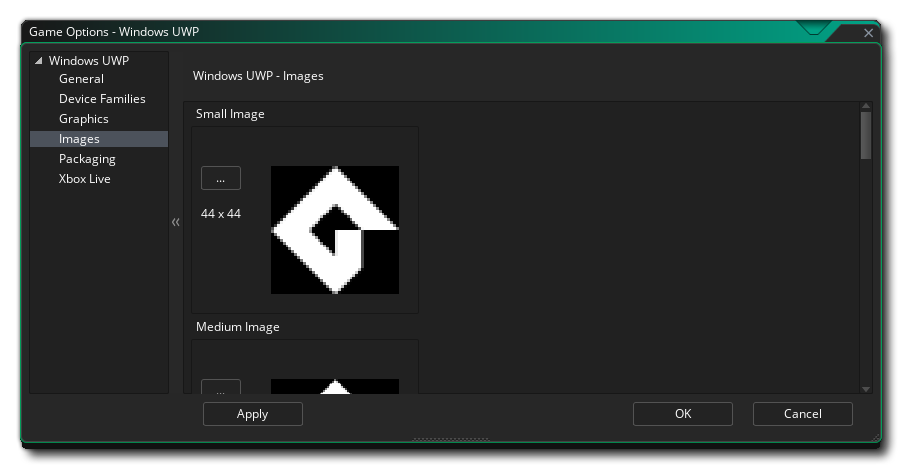 Game Options - Windows UWP
Windows UWP
General
Device Families
Graphics
Images
Packaging
Xbox Live
Windows UWP - Images
Small Image
...
44 x 44
Medium Image
...
Apply
OK
Cancel